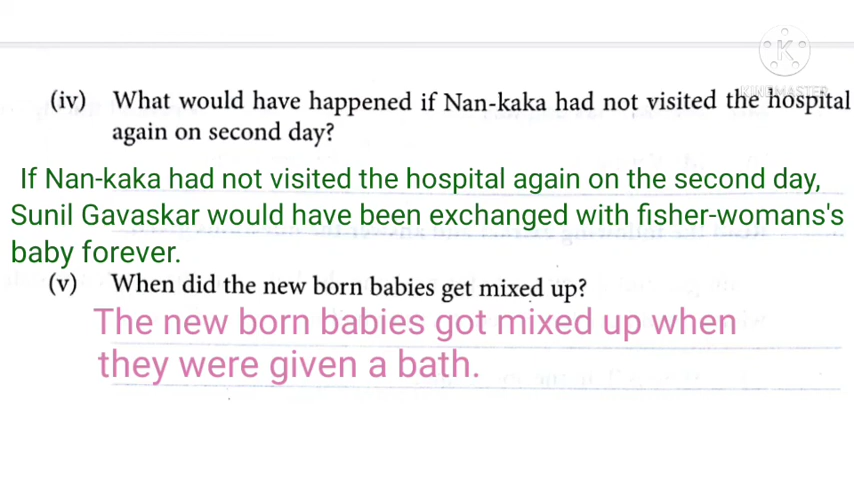 KINEMASTER
(iv) What would have happened if Nan-kaka had not visited the hospital
again on second day?
If Nan-kaka had not visited the hospital again on the second day,
Sunil Gavaskar would have been exchanged with fisher-womans's
baby forever.
(v) When did the new born babies get mixed up?
The new born babies got mixed up when
they were given a bath.